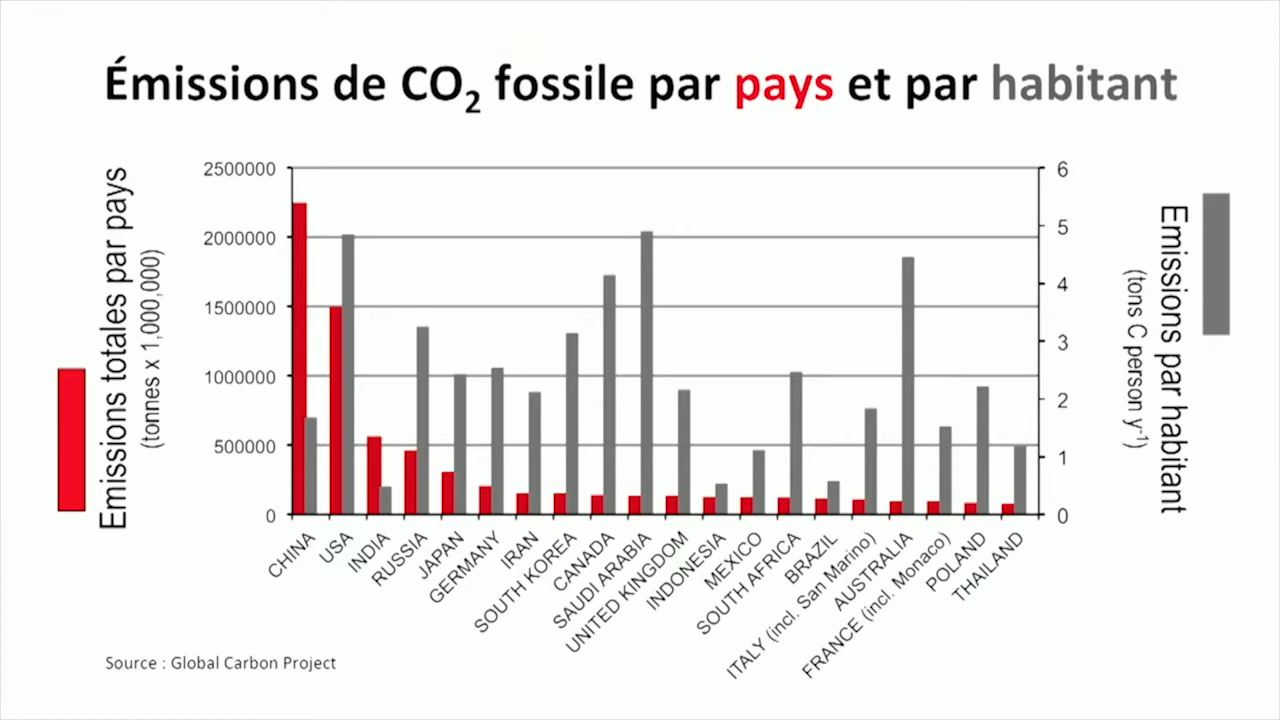 Émissions de CO₂ fossile par pays et par habitant
Emissions totales par pays
(tonnes x 1,000,000)
2500000
2000000
1500000
1000000
500000
0
6
5
4
3
2
1
0
Emissions par habitant
(tons C person y⁻¹)
CHINA
USA
INDIA
RUSSIA
JAPAN
GERMANY
IRAN
SOUTH KOREA
CANADA
SAUDI ARABIA
UNITED KINGDOM
INDONESIA
MEXICO
SOUTH AFRICA
BRAZIL
ITALY (incl. San Marino)
AUSTRALIA
FRANCE (incl. Monaco)
POLAND
THAILAND
Source : Global Carbon Project